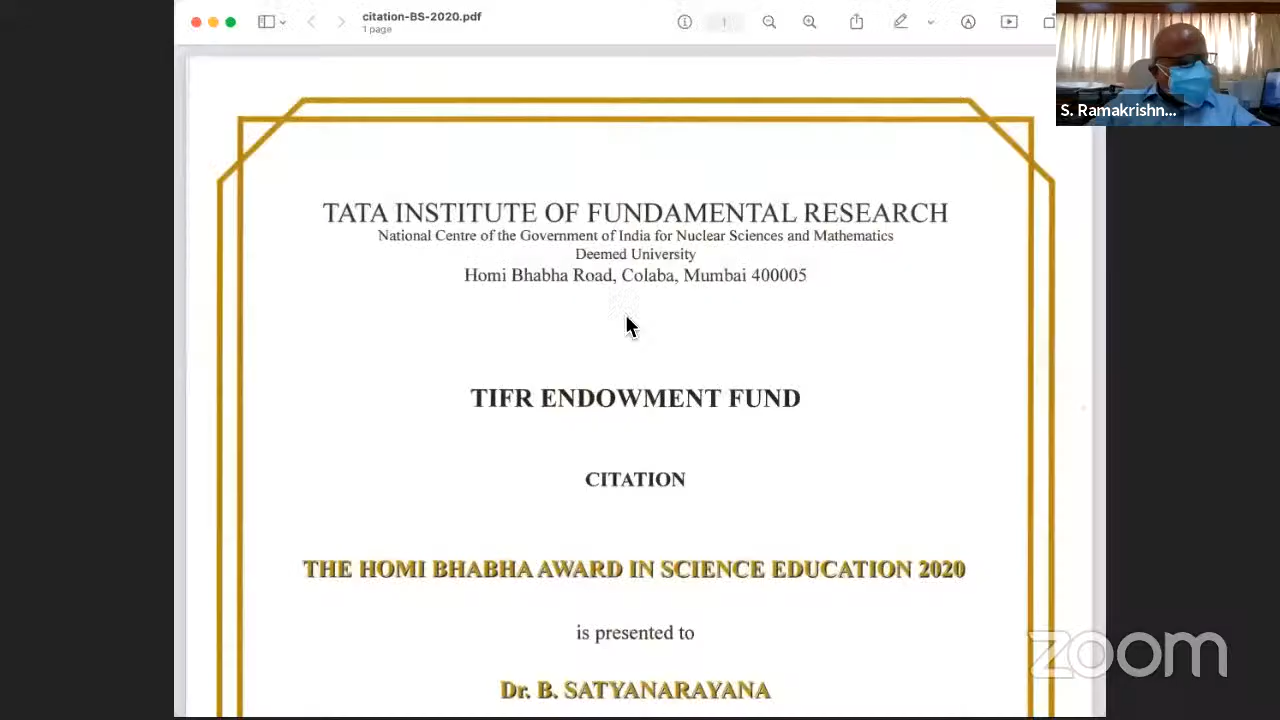 citation-BS-2020.pdf
1 page
1
S. Ramakrishn...
TATA INSTITUTE OF FUNDAMENTAL RESEARCH
National Centre of the Government of India for Nuclear Sciences and Mathematics
Deemed University
Homi Bhabha Road, Colaba, Mumbai 400005
TIFR ENDOWMENT FUND
CITATION
THE HOMI BHABHA AWARD IN SCIENCE EDUCATION 2020
is presented to
zoom
Dr. B. SATYANARAYANA